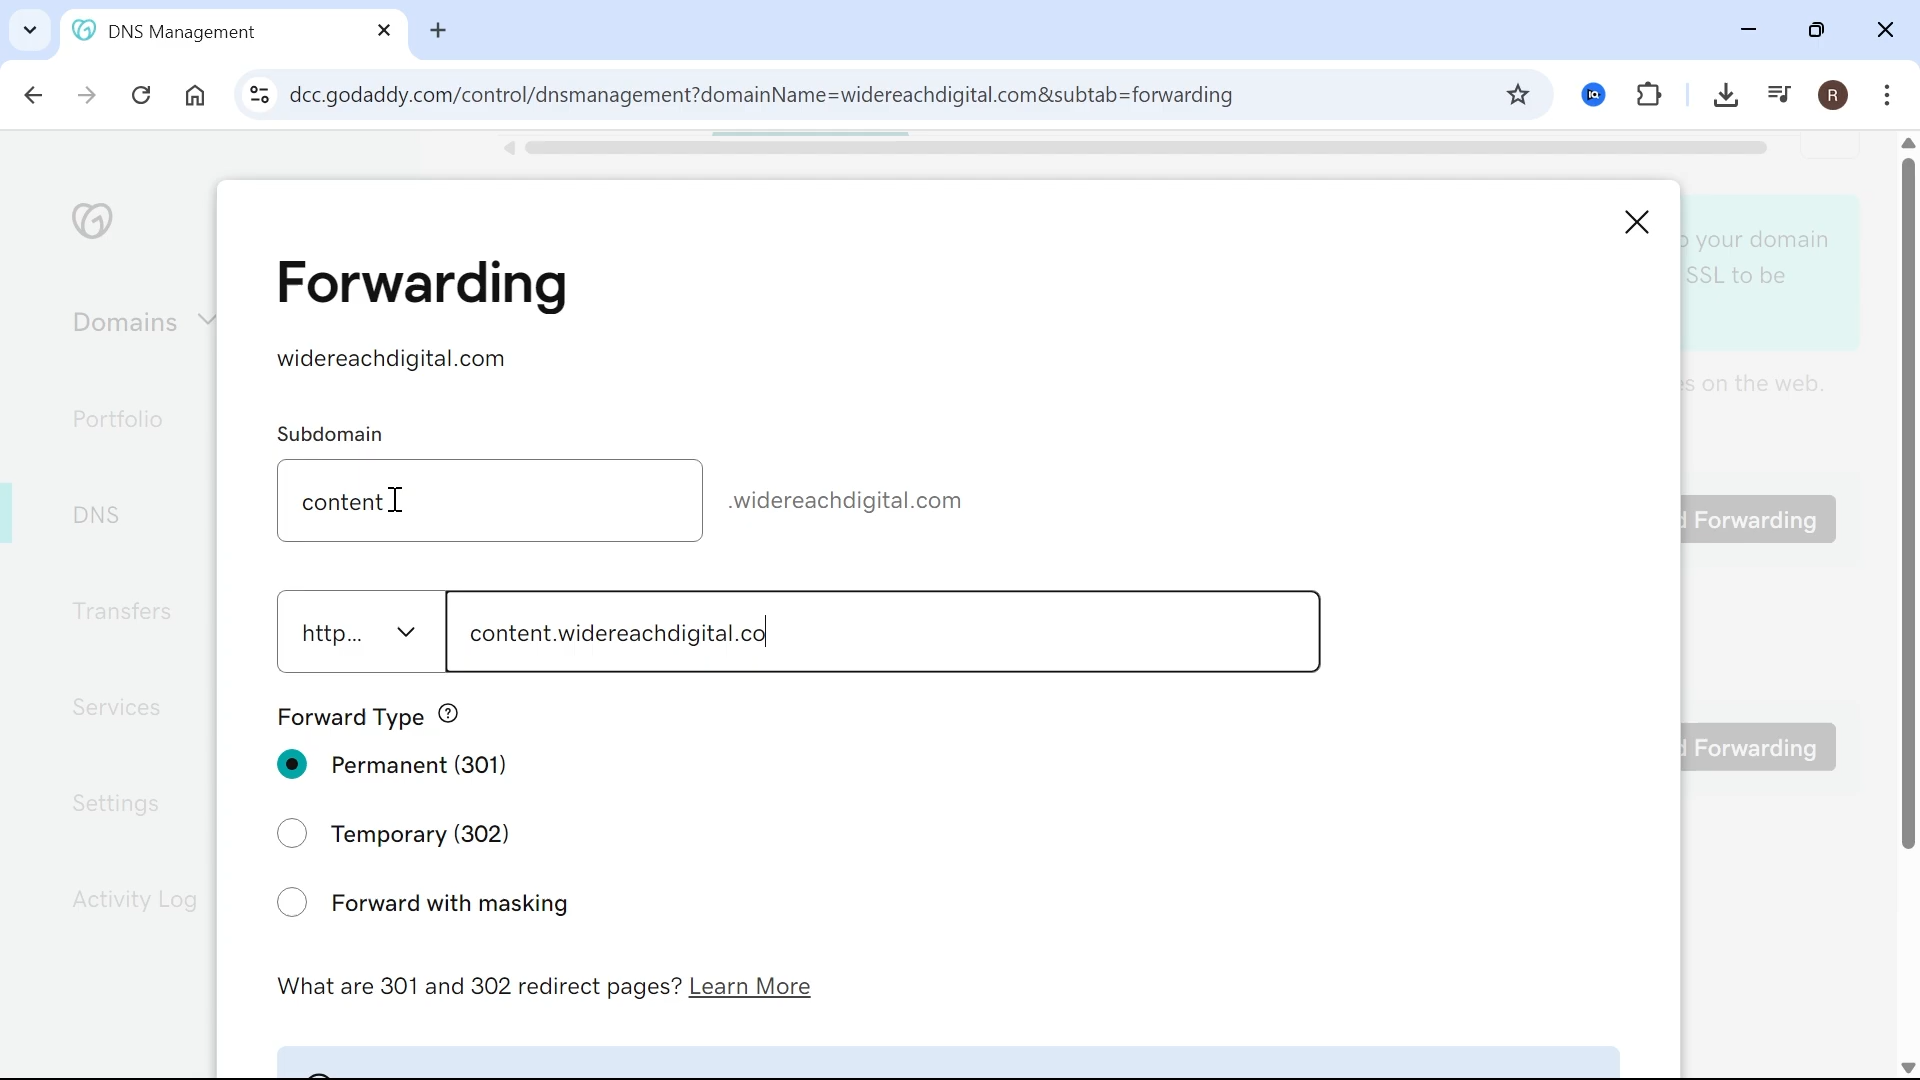 DNS Management
dcc.godaddy.com/control/dnsmanagement?domainName=widereachdigital.com&subtab=forwarding
R
Forwarding
o your domain
SSL to be
Domains
widereachdigital.com
es on the web.
Portfolio
Subdomain
content
.widereachdigital.com
DNS
d Forwarding
Transfers
http...
content.widereachdigital.co
Services
Forward Type
Permanent (301)
d Forwarding
Settings
Temporary (302)
Activity Log
Forward with masking
What are 301 and 302 redirect pages? Learn More